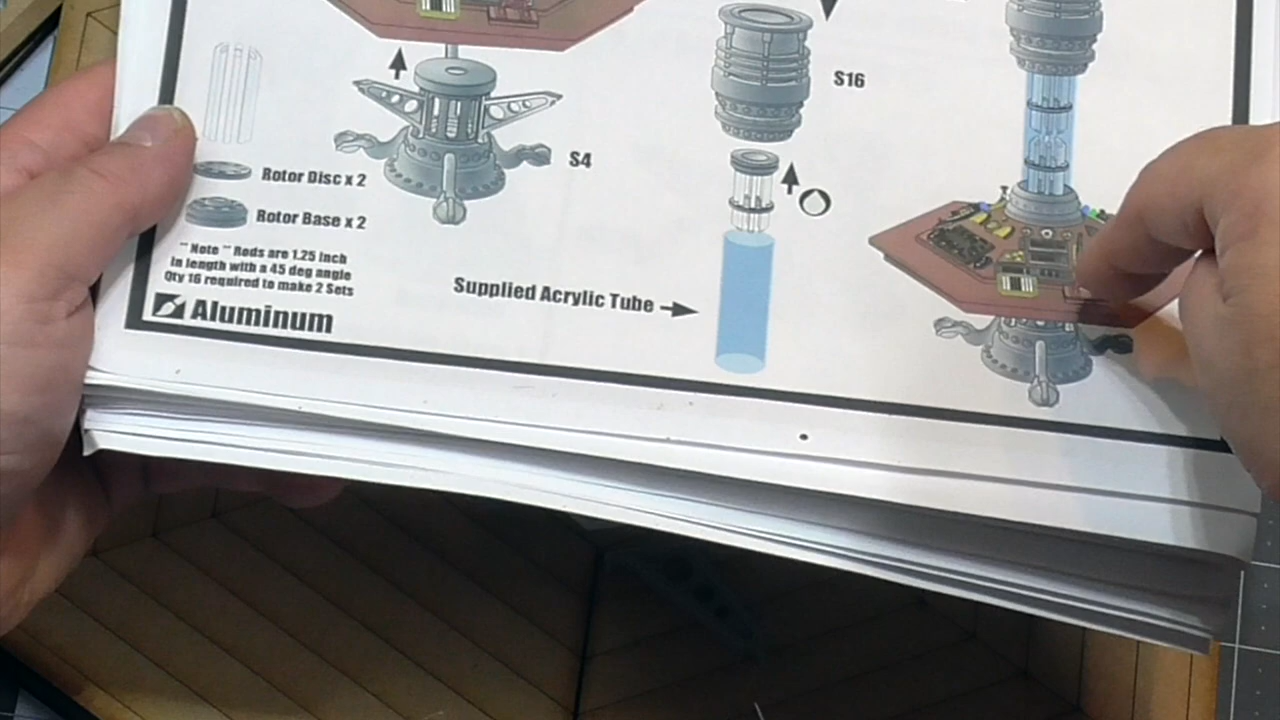 S16
S4
Rotor Disc x 2
Rotor Base x 2
**Note** Rods are 1.25 inch
in length with a 45 deg angle
Qty 16 required to make 2 Sets
Supplied Acrylic Tube
Aluminum